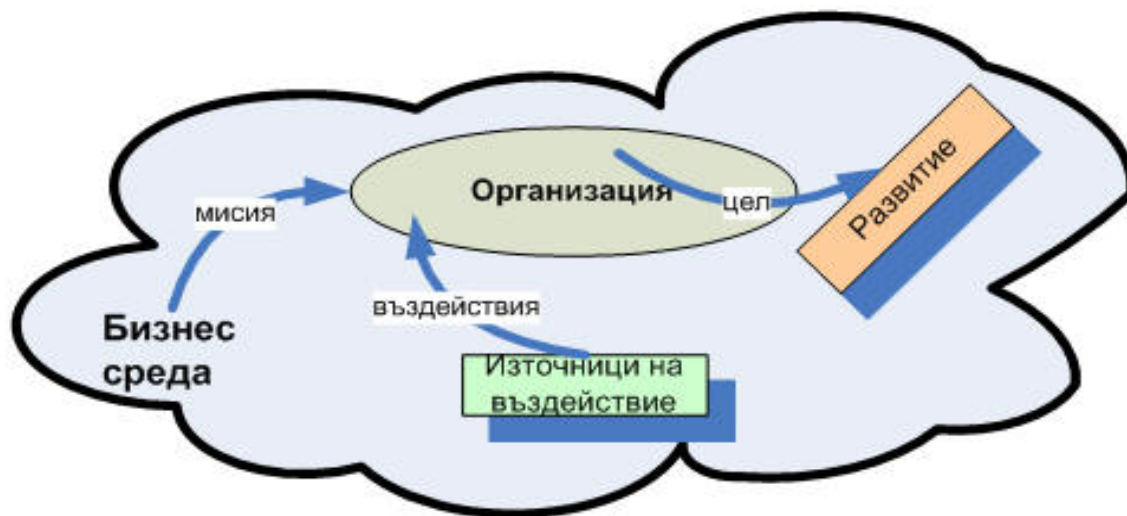 Организация
цел
Развитие
мисия
въздействия
Бизнес
среда
Източници на
въздействие